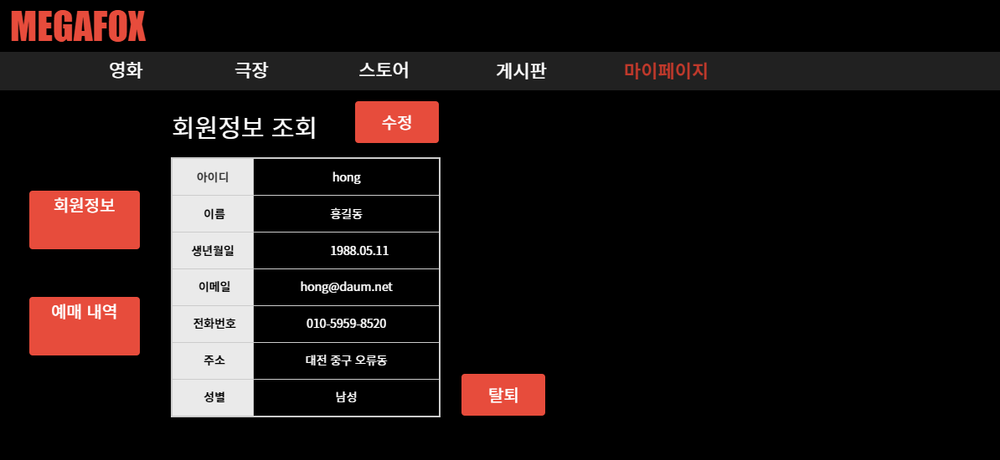 MEGAFOX
영화 극장 스토어 게시판 마이페이지
회원정보 조회 수정
회원정보
예매 내역
아이디 hong
이름 홍길동
생년월일 1988.05.11
이메일 hong@daum.net
전화번호 010-5959-8520
주소 대전 중구 오류동
성별 남성
탈퇴